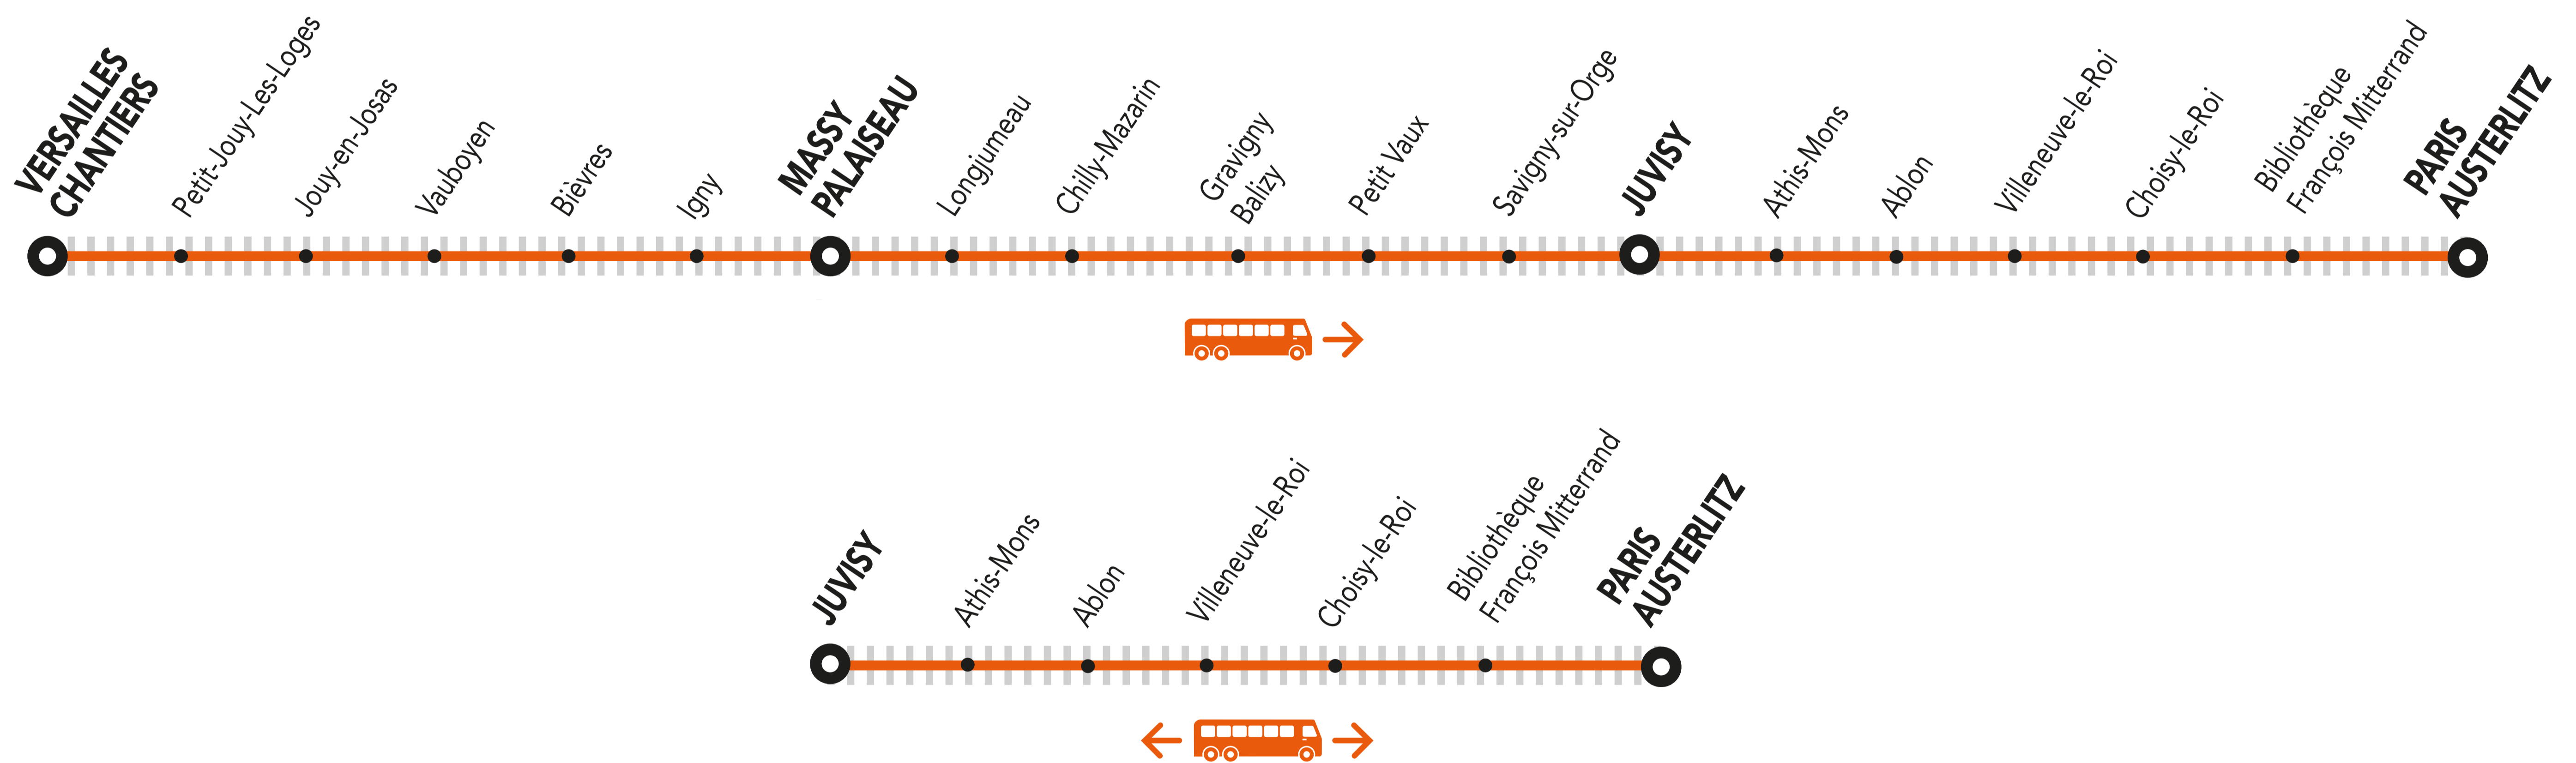 VERSAILLES
CHANTIERS
Petit-Jouy-Les-Loges
Jouy-en-Josas
Vauboyen
Bièvres
Igny
MASSY
PALAISEAU
Longjumeau
Chilly-Mazarin
Gravigny
Balizy
Petit Vaux
Savigny-sur-Orge
JUVISY
Athis-Mons
Ablon
Villeneuve-le-Roi
Choisy-le-Roi
Bibliothèque
François Mitterrand
PARIS
AUSTERLITZ
JUVISY
Athis-Mons
Ablon
Villeneuve-le-Roi
Choisy-le-Roi
Bibliothèque
François Mitterrand
PARIS
AUSTERLITZ